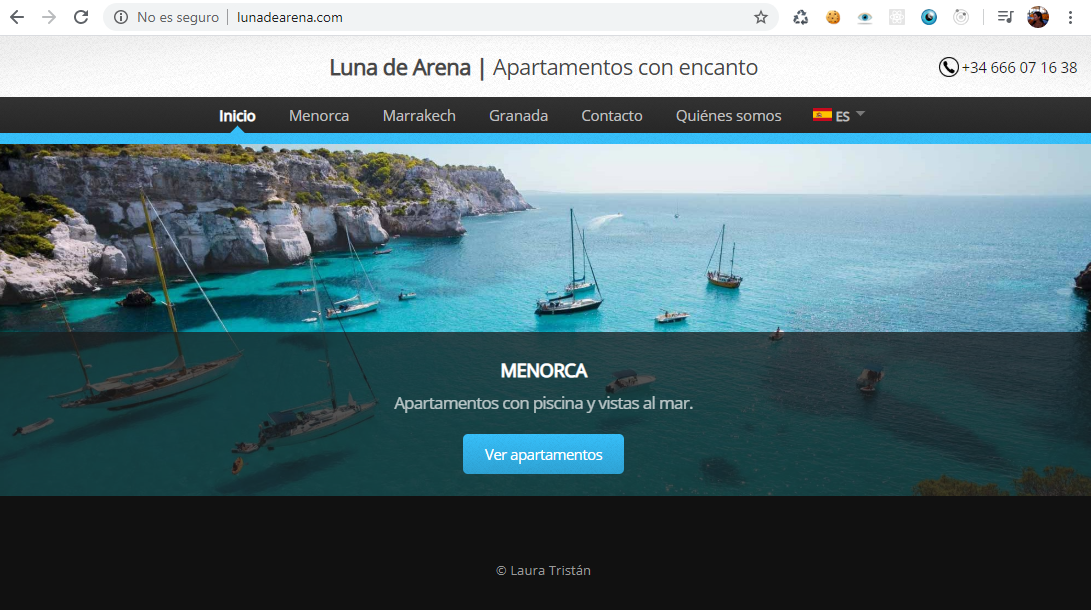 No es seguro | lunadearena.com
Luna de Arena | Apartamentos con encanto
+34 666 07 16 38
Inicio Menorca Marrakech Granada Contacto Quiénes somos ES
MENORCA
Apartamentos con piscina y vistas al mar.
Ver apartamentos
© Laura Tristán